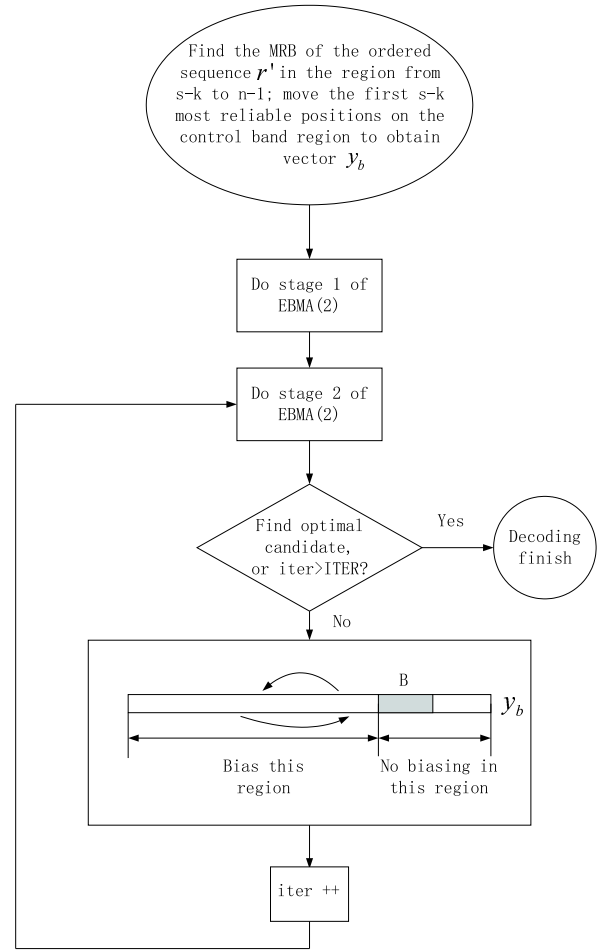 Find the MRB of the ordered
sequence r' in the region from
s-k to n-1; move the first s-k
most reliable positions on the
control band region to obtain
vector y_b
Do stage 1 of
EBMA(2)
Do stage 2 of
EBMA(2)
Find optimal
candidate,
or iter>ITER?
Yes
Decoding
finish
No
B
y_b
Bias this
region
No biasing in
this region
iter ++